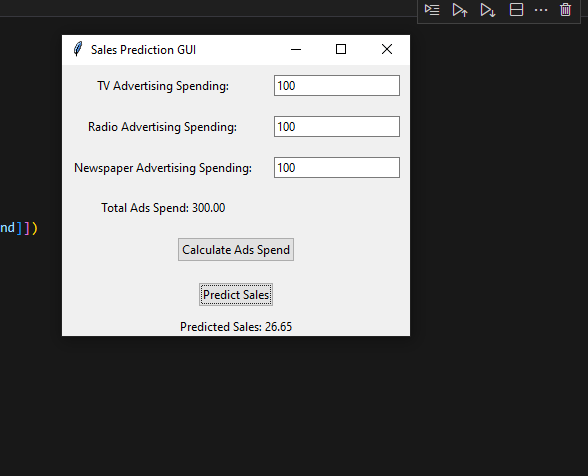 Sales Prediction GUI
TV Advertising Spending: 100
Radio Advertising Spending: 100
Newspaper Advertising Spending: 100
Total Ads Spend: 300.00
nd]])
Calculate Ads Spend
Predict Sales
Predicted Sales: 26.65